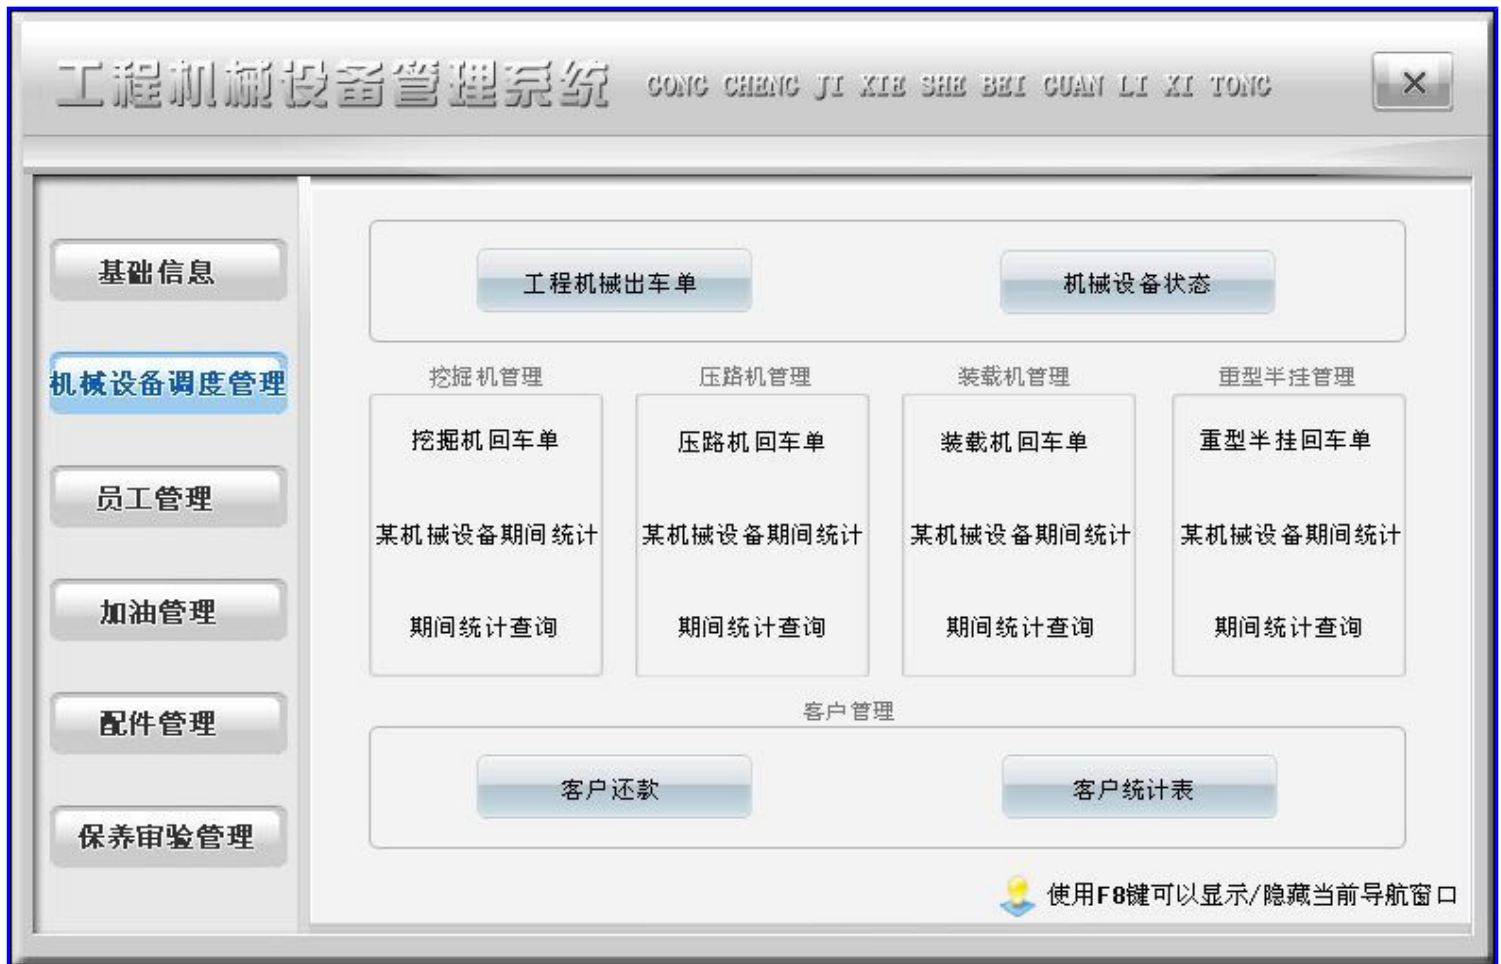 工程机械设备管理系统 GONG CHENG JI XIE SHE BEI GUAN LI XI TONG
基础信息
机械设备调度管理
员工管理
加油管理
配件管理
保养审验管理
工程机械出车单 机械设备状态
挖掘机管理 压路机管理 装载机管理 重型半挂管理
挖掘机回车单 压路机回车单 装载机回车单 重型半挂回车单
某机械设备期间统计 某机械设备期间统计 某机械设备期间统计 某机械设备期间统计
期间统计查询 期间统计查询 期间统计查询 期间统计查询
客户管理
客户还款 客户统计表
使用F8键可以显示/隐藏当前导航窗口